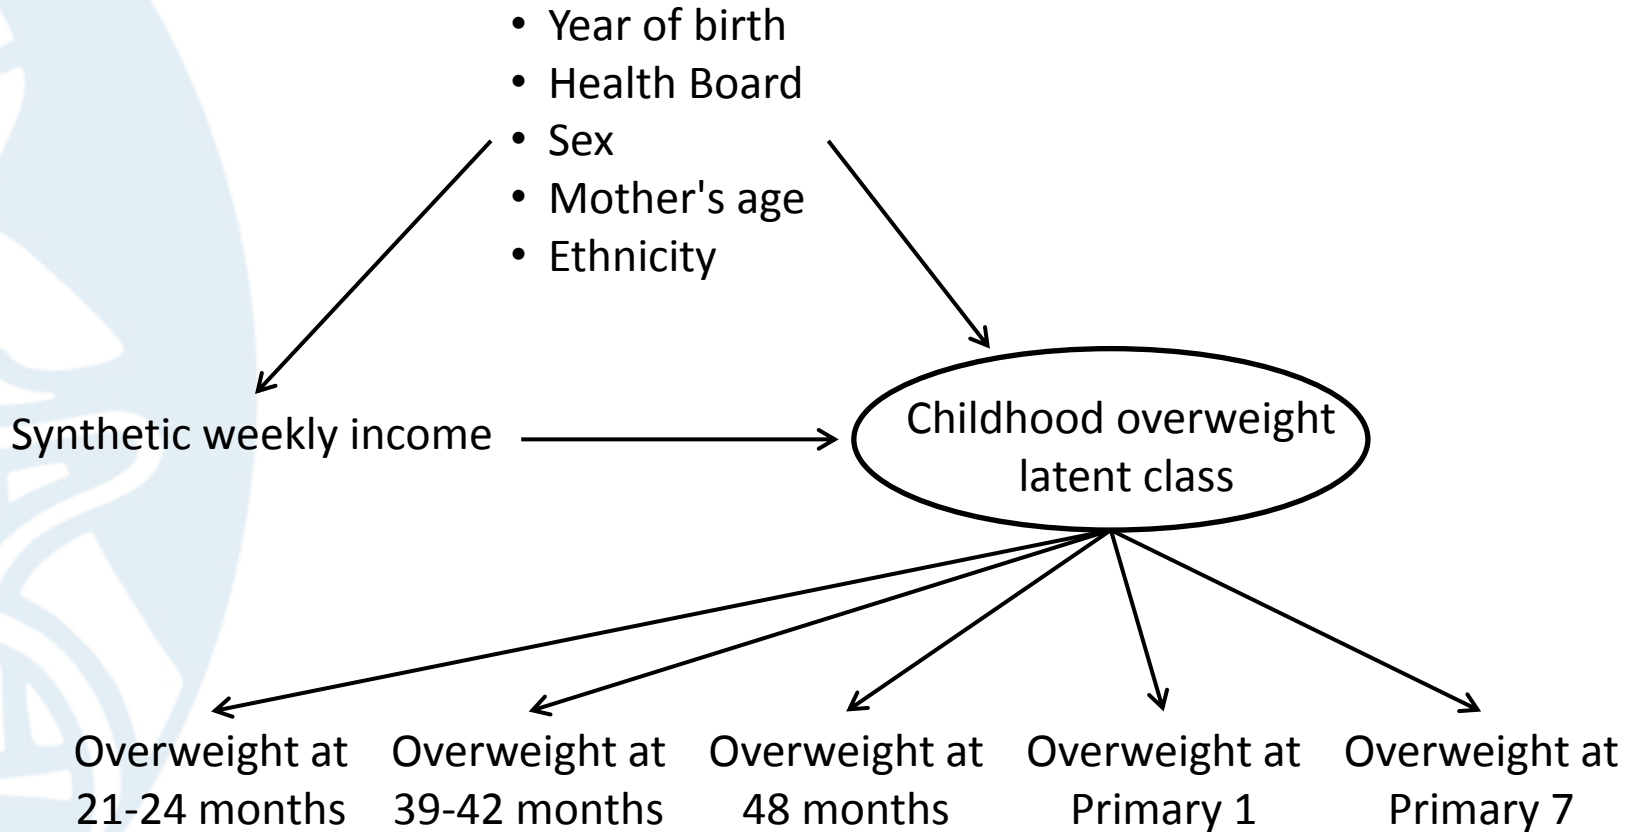 • Year of birth
• Health Board
• Sex
• Mother's age
• Ethnicity
Synthetic weekly income
Childhood overweight
latent class
Overweight at
21-24 months
Overweight at
39-42 months
Overweight at
48 months
Overweight at
Primary 1
Overweight at
Primary 7